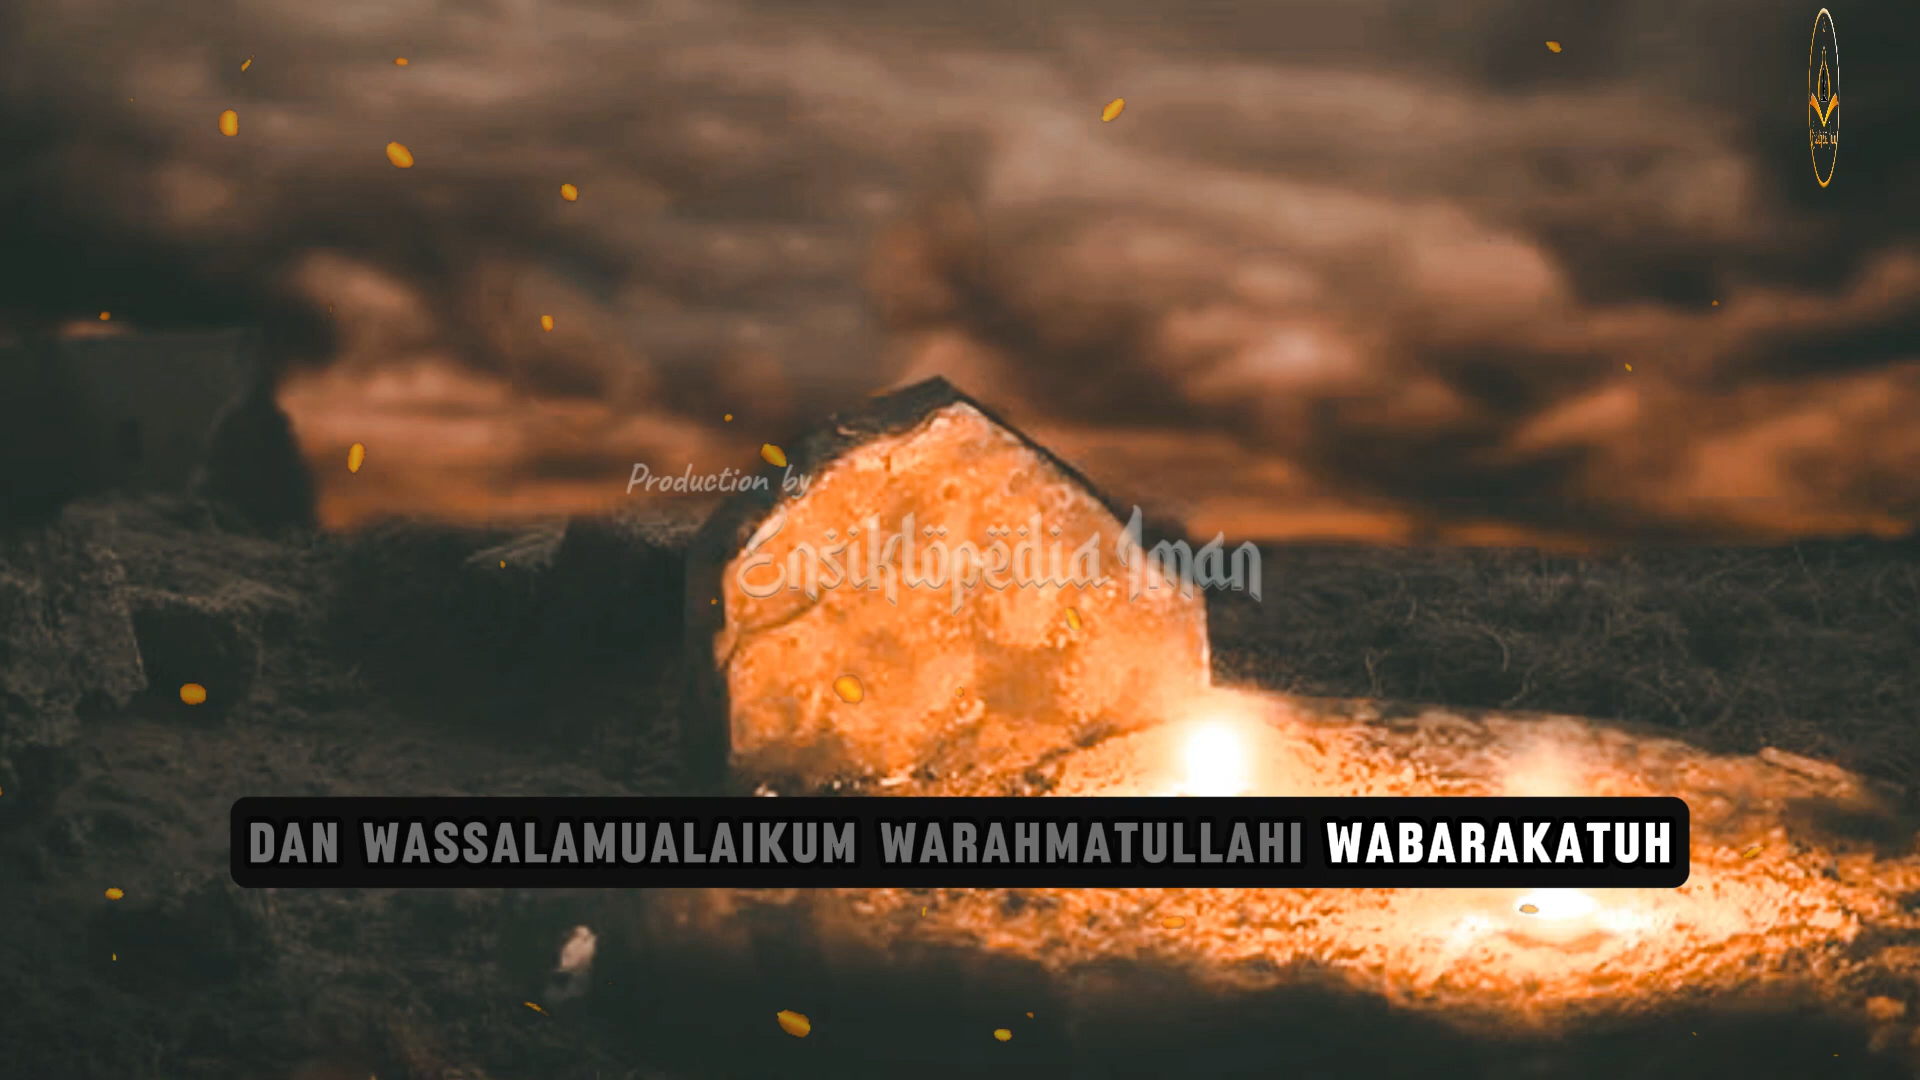 Production by
Ensiklopedia Iman
DAN WASSALAMUALAIKUM WARAHMATULLAHI WABARAKATUH